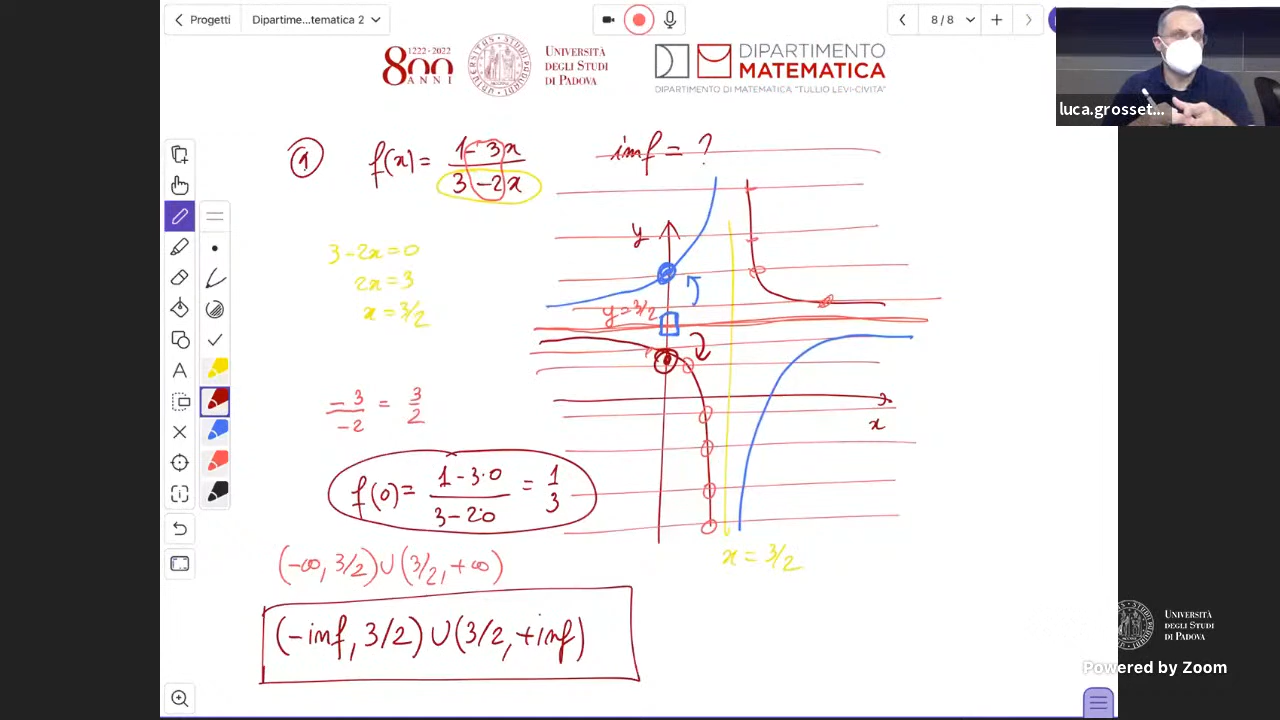 Progetti
Dipartime...tematica 2
8/8
1222·2022
800
ANNI
UNIVERSITÀ
DEGLI STUDI
DI PADOVA
DIPARTIMENTO
MATEMATICA
DIPARTIMENTO DI MATEMATICA "TULLIO LEVI-CIVITA"
luca.grosset...
① f(x) = (1-3x)/(3-2x)
imf = ?
y
3-2x=0
2x=3
x=3/2
y=3/2
-3/-2 = 3/2
x
f(0) = (1-3·0)/(3-2·0) = 1/3
x=3/2
(-∞, 3/2)∪(3/2, +∞)
(-inf, 3/2) ∪ (3/2, +inf)
UNIVERSITÀ
DEGLI STUDI
DI PADOVA
Powered by Zoom